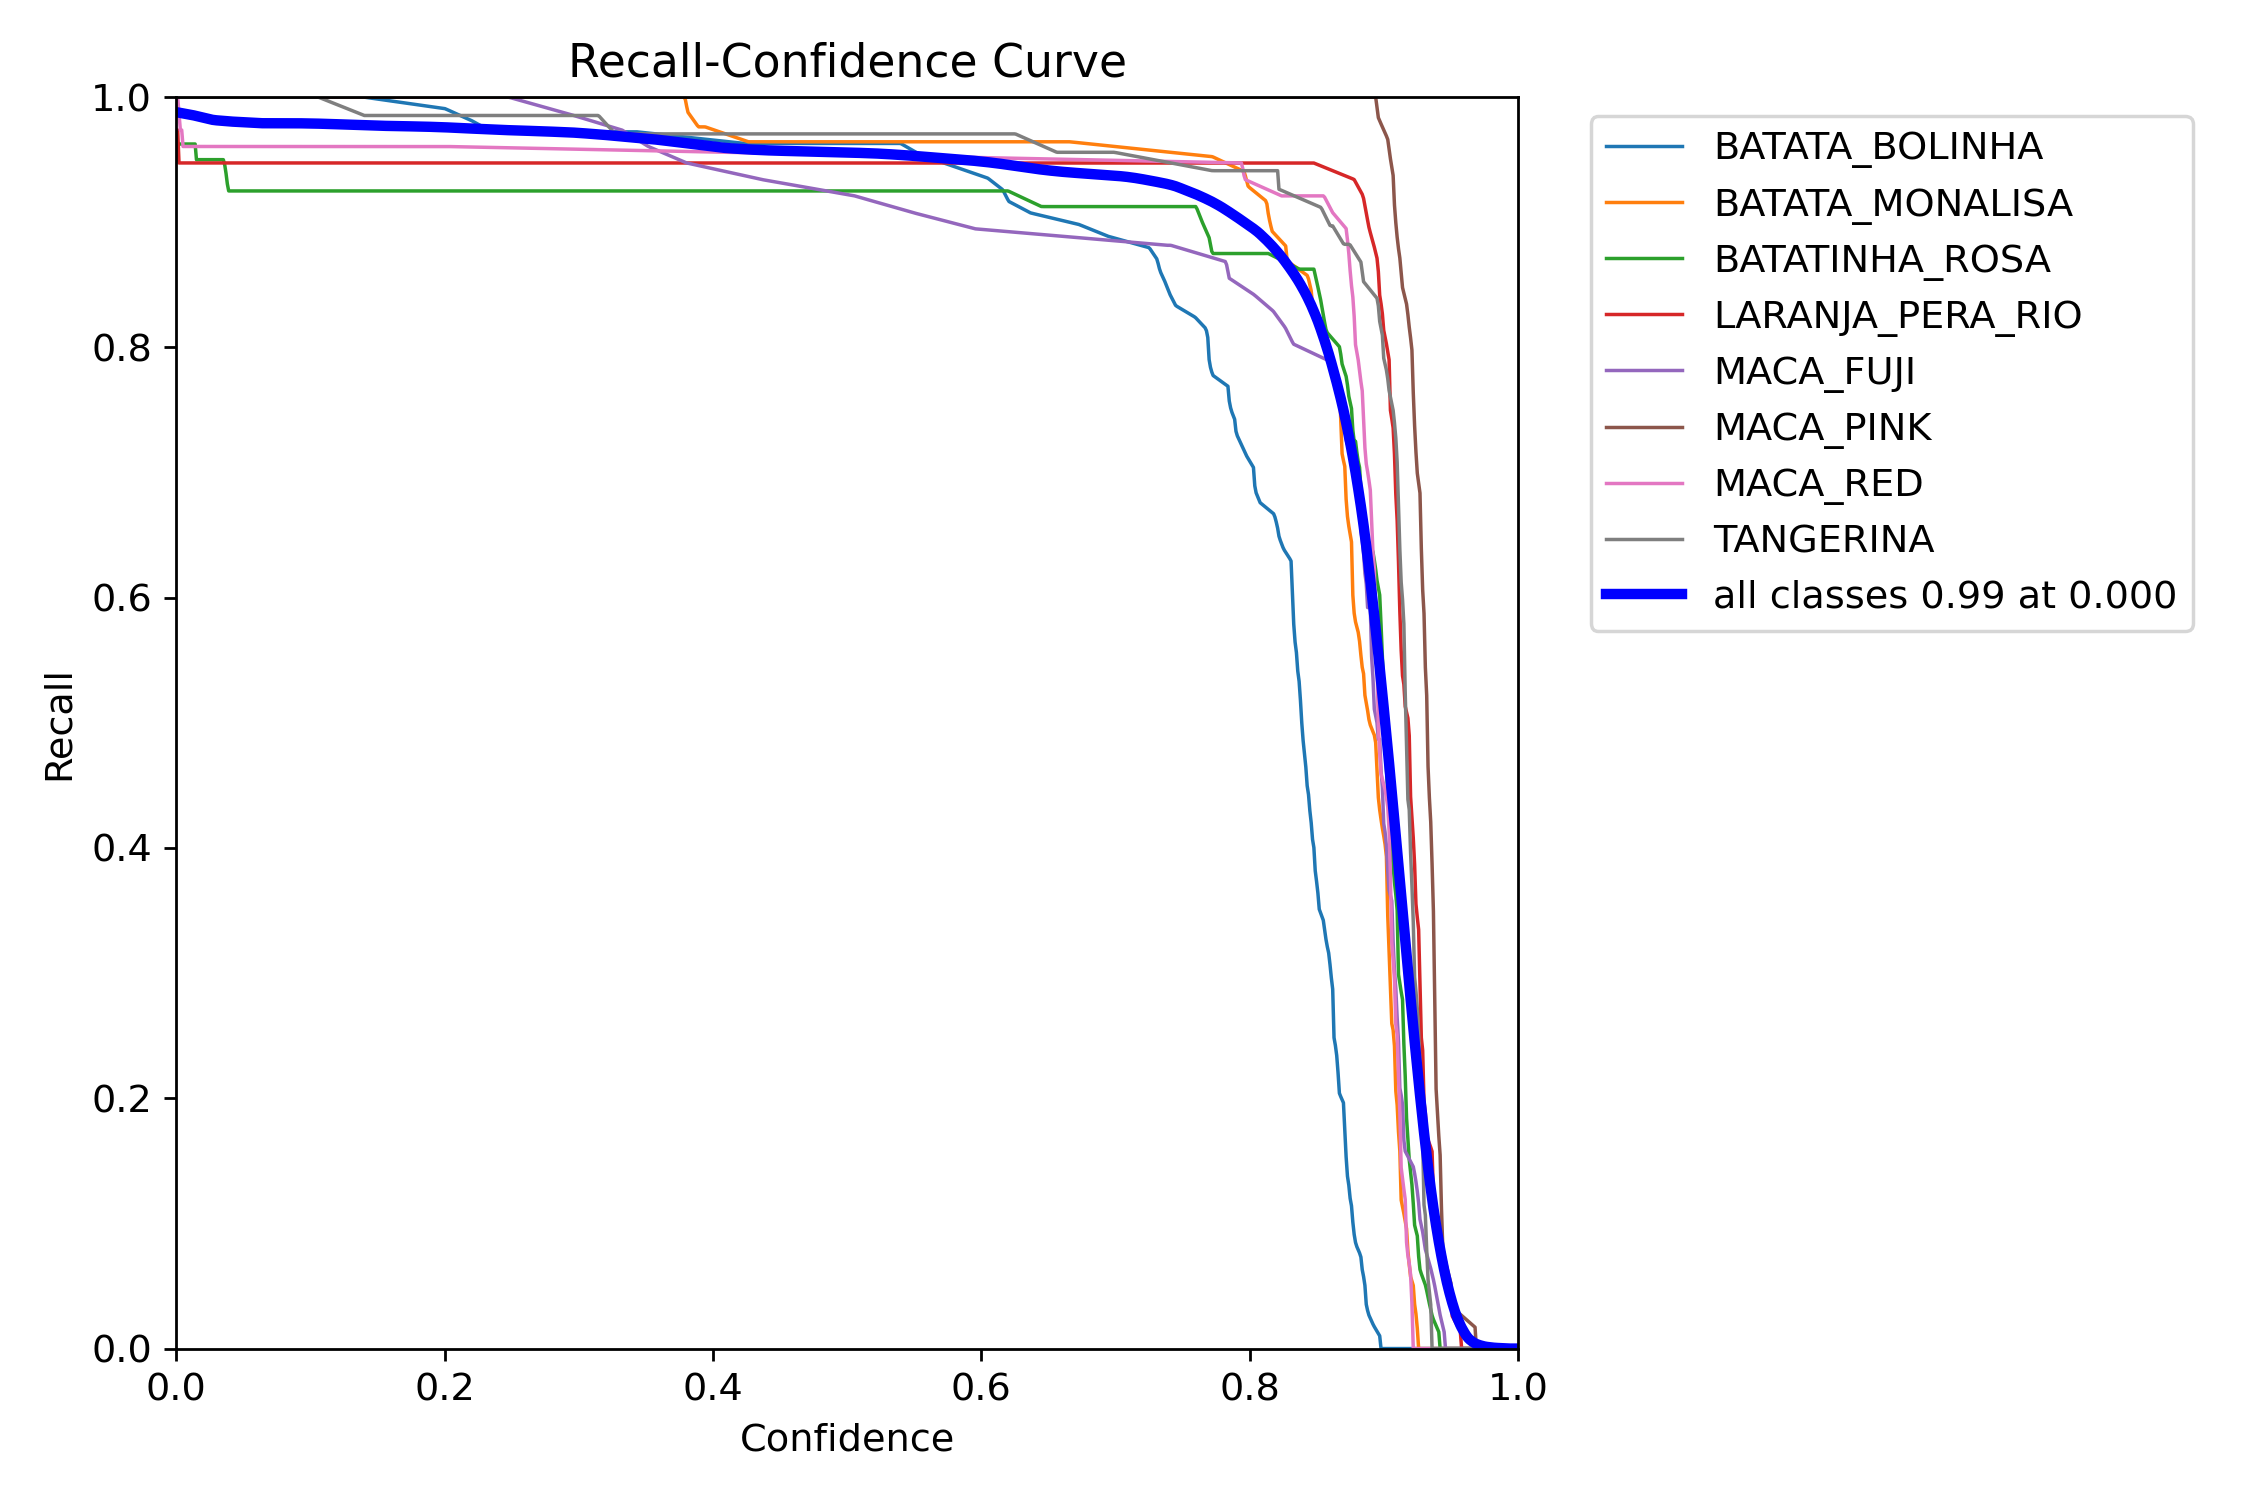 Recall-Confidence Curve
1.0
0.8
0.6
0.4
0.2
0.0
Recall
0.0 0.2 0.4 0.6 0.8 1.0
Confidence
BATATA_BOLINHA
BATATA_MONALISA
BATATINHA_ROSA
LARANJA_PERA_RIO
MACA_FUJI
MACA_PINK
MACA_RED
TANGERINA
all classes 0.99 at 0.000